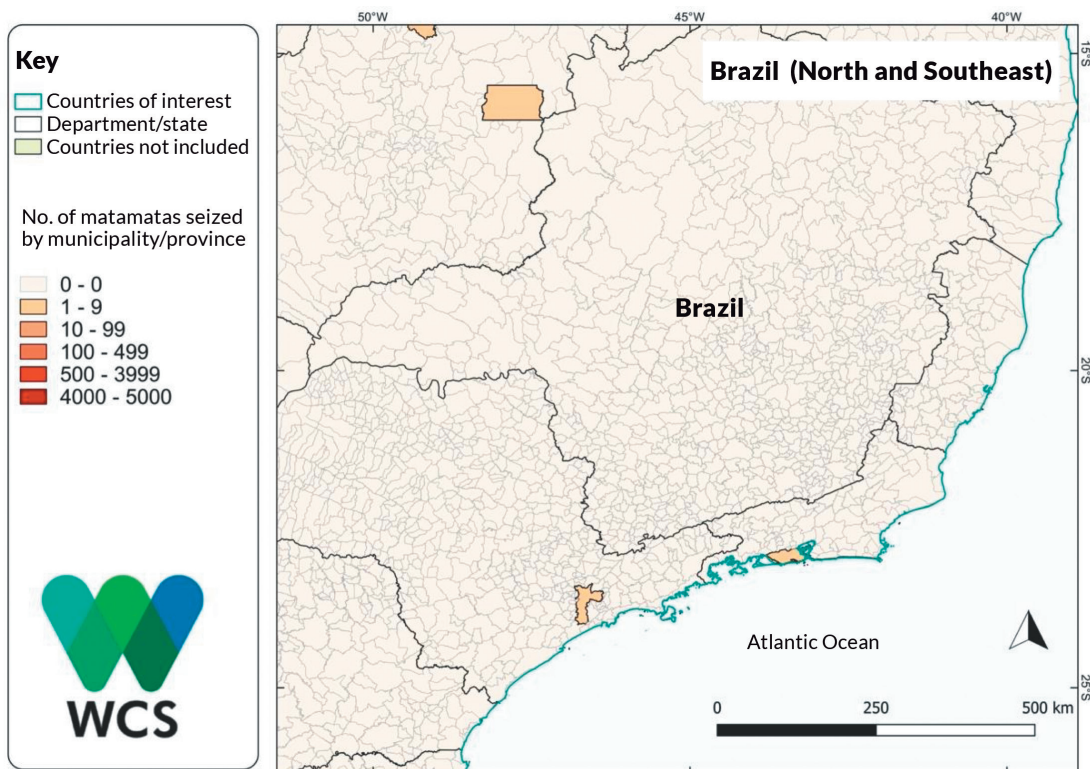 50°W
45°W
40°W
Key
Countries of interest
Department/state
Countries not included
No. of matamatas seized
by municipality/province
0 - 0
1 - 9
10 - 99
100 - 499
500 - 3999
4000 - 5000
WCS
Brazil (North and Southeast)
15°S
Brazil
20°S
Atlantic Ocean
25°S
0
250
500 km